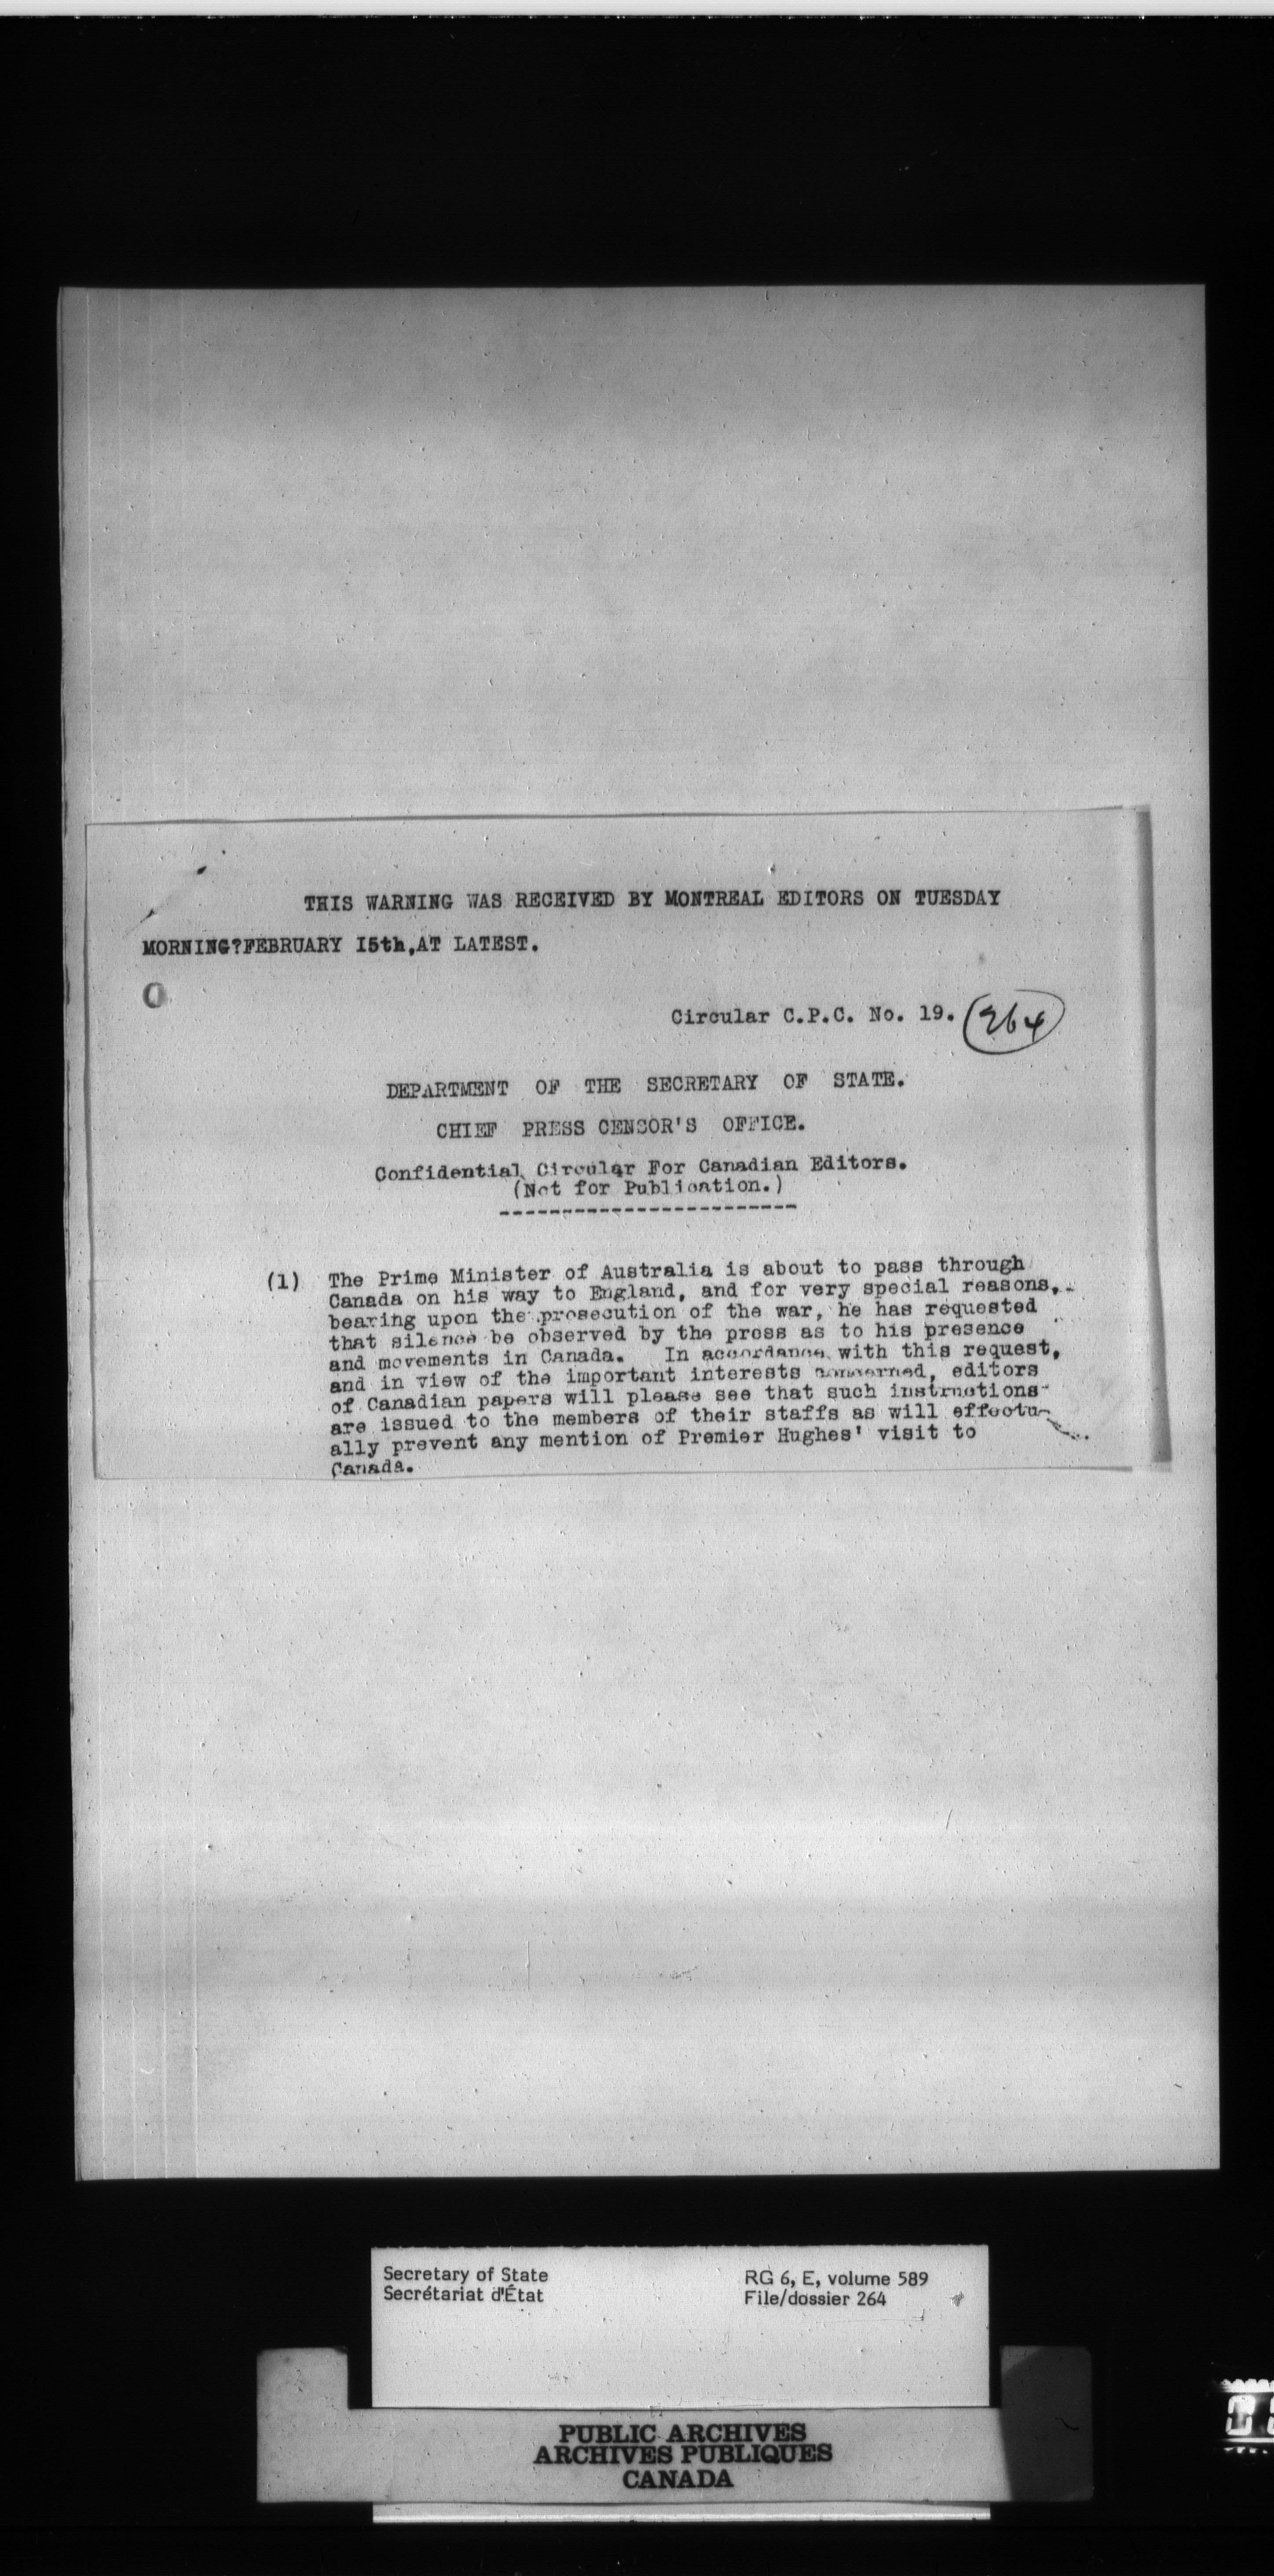 THIS WARNING WAS RECEIVED BY MONTREAL EDITORS ON TUESDAY
MORNING?FEBRUARY I5th,AT LATEST.
Circular C.P.C. No. 19. 264
DEPARTMENT OF THE SECRETARY OF STATE.
CHIEF PRESS CENSOR'S OFFICE.
Confidential Circular For Canadian Editors.
(Not for Publication.)
------------------------
(1) The Prime Minister of Australia is about to pass through
Canada on his way to England, and for very special reasons,
bearing upon the prosecution of the war, he has requested
that silence be observed by the press as to his presence
and movements in Canada. In accordance with this request,
and in view of the important interests concerned, editors
of Canadian papers will please see that such instructions
are issued to the members of their staffs as will effectu-
ally prevent any mention of Premier Hughes' visit to
Canada.
Secretary of State RG 6, E, volume 589
Secrétariat d'État File/dossier 264
PUBLIC ARCHIVES
ARCHIVES PUBLIQUES
CANADA